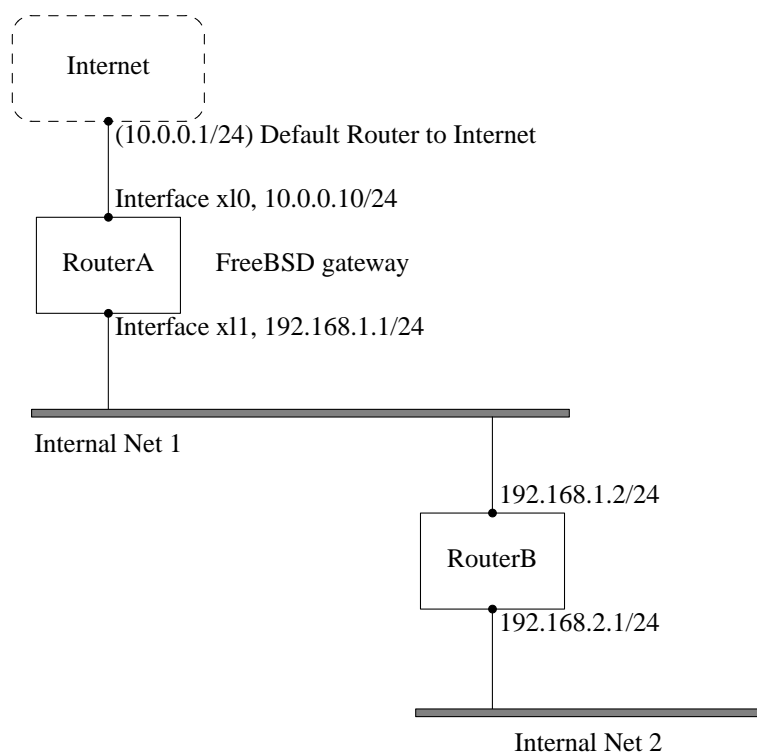 Internet
(10.0.0.1/24) Default Router to Internet
Interface xl0, 10.0.0.10/24
RouterA
FreeBSD gateway
Interface xl1, 192.168.1.1/24
Internal Net 1
192.168.1.2/24
RouterB
192.168.2.1/24
Internal Net 2